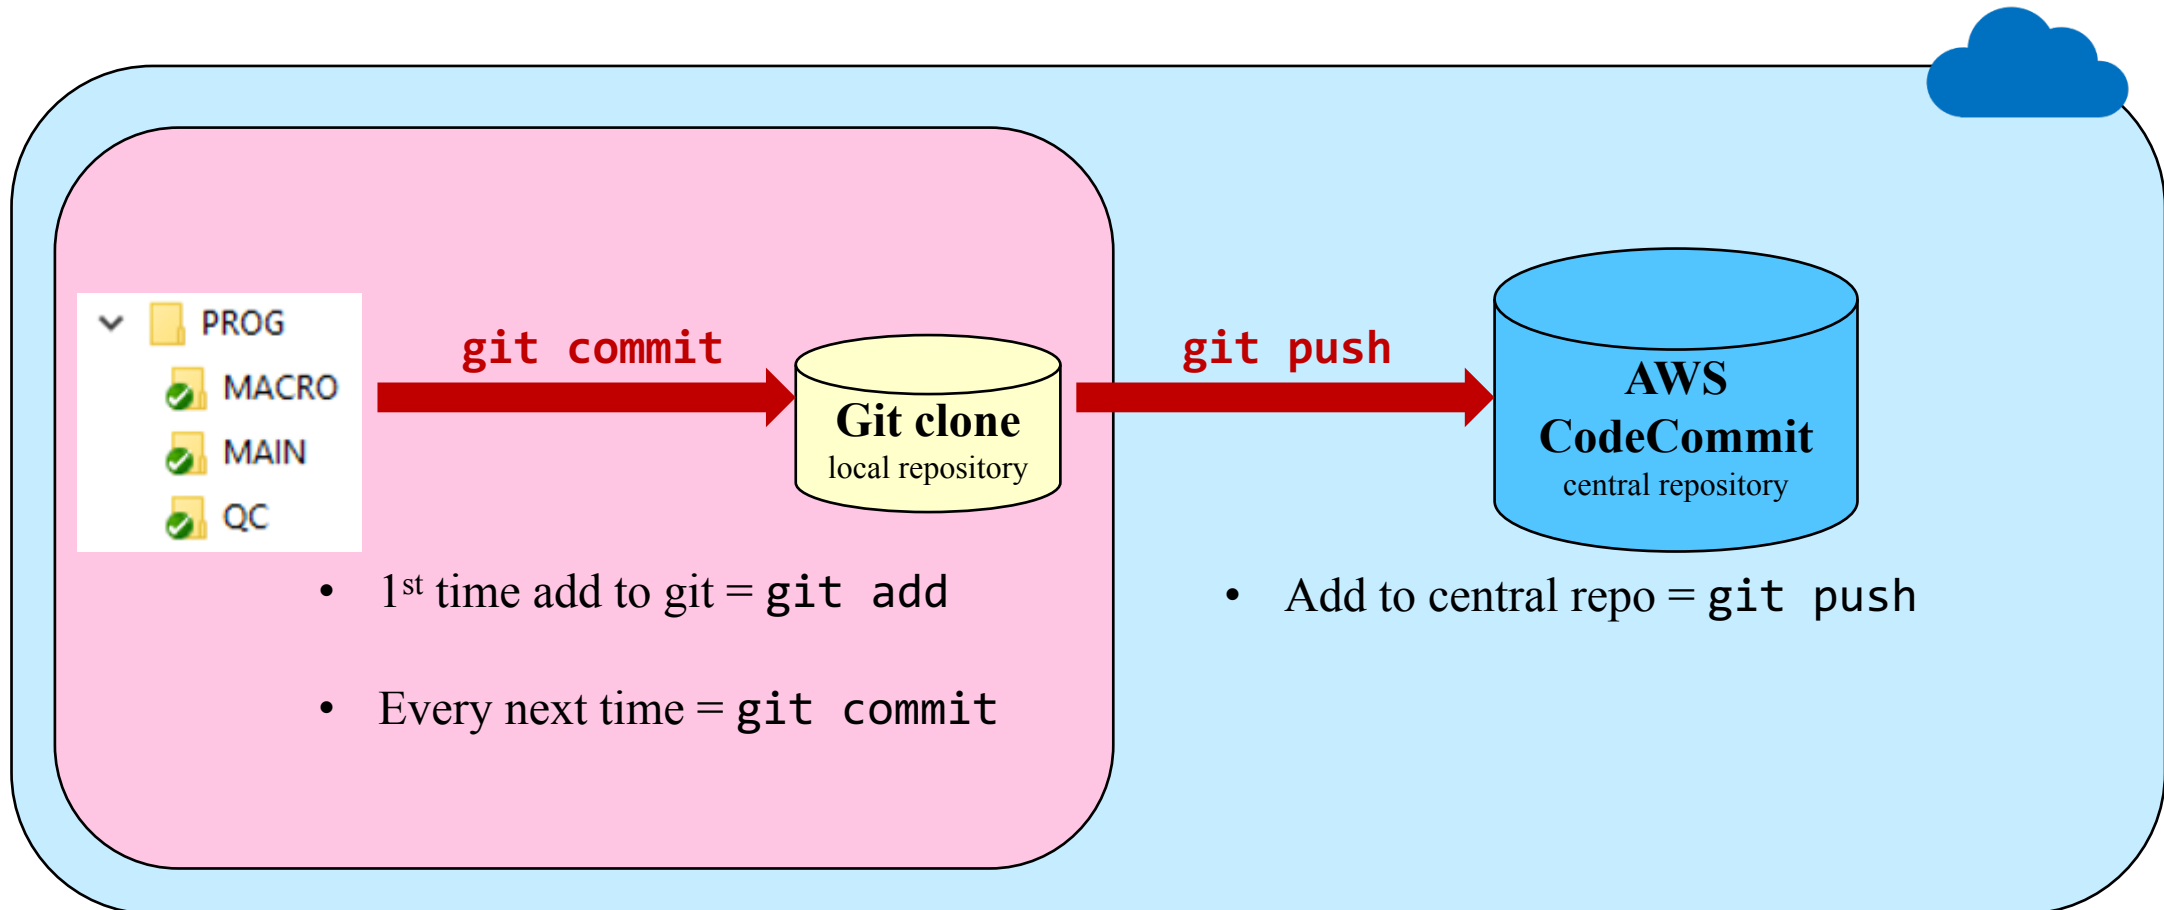 PROG
MACRO
MAIN
QC
git commit
Git clone
local repository
git push
AWS
CodeCommit
central repository
• 1st time add to git = git add
• Every next time = git commit
• Add to central repo = git push